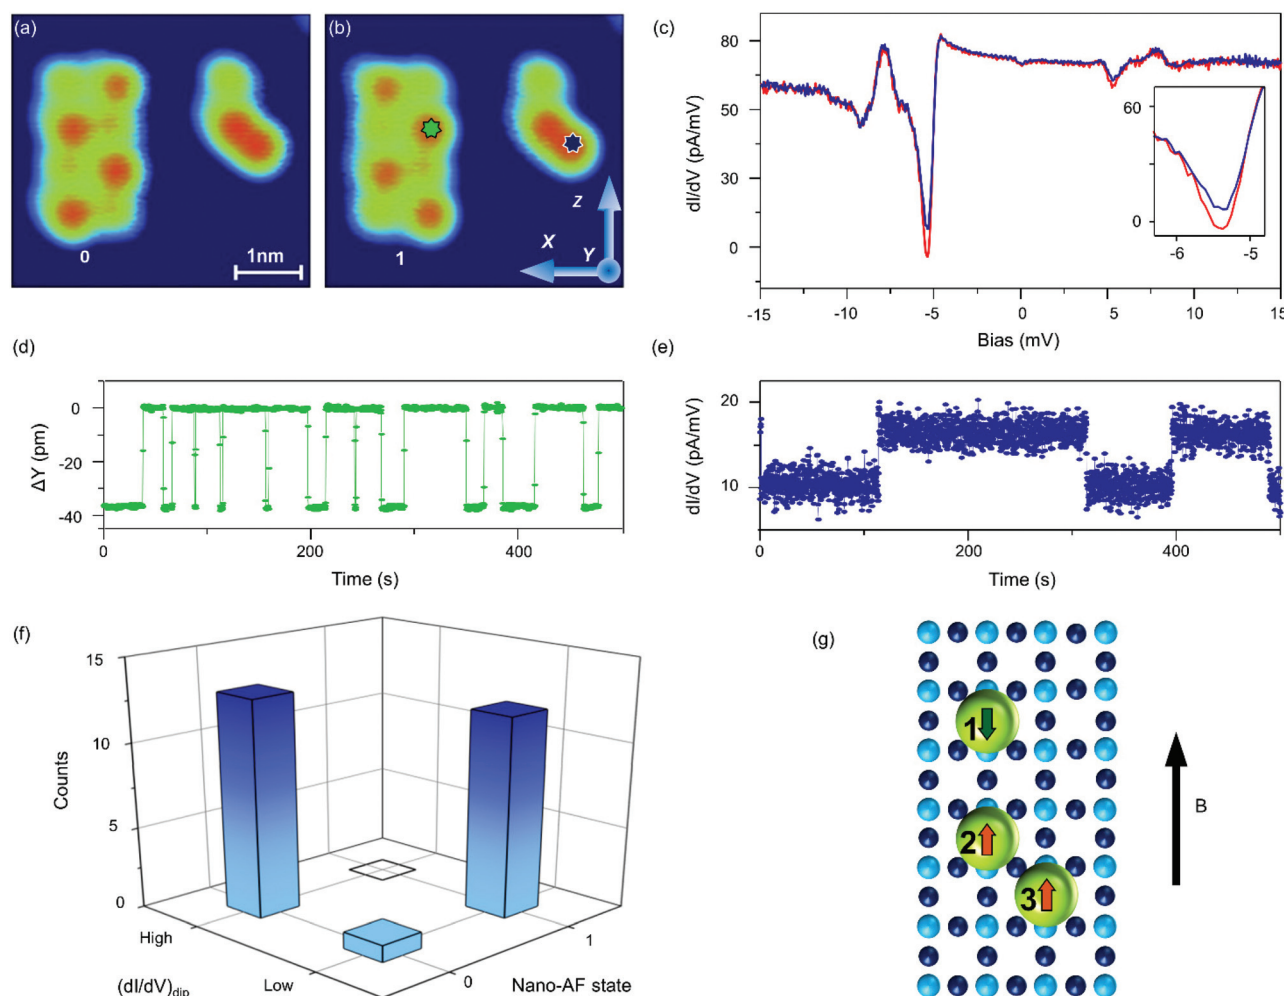 (a)
0
1nm
(b)
1
X
Y
Z
(c)
dI/dV (pA/mV)
80
50
30
0
-15
-10
-5
0
5
10
15
Bias (mV)
60
0
-6
-5
(d)
ΔY (pm)
0
-20
-40
0
200
400
Time (s)
(e)
dI/dV (pA/mV)
20
10
0
200
400
Time (s)
(f)
Counts
15
10
5
0
High
Low
(dI/dV)dip
0
1
Nano-AF state
(g)
1
2
3
B